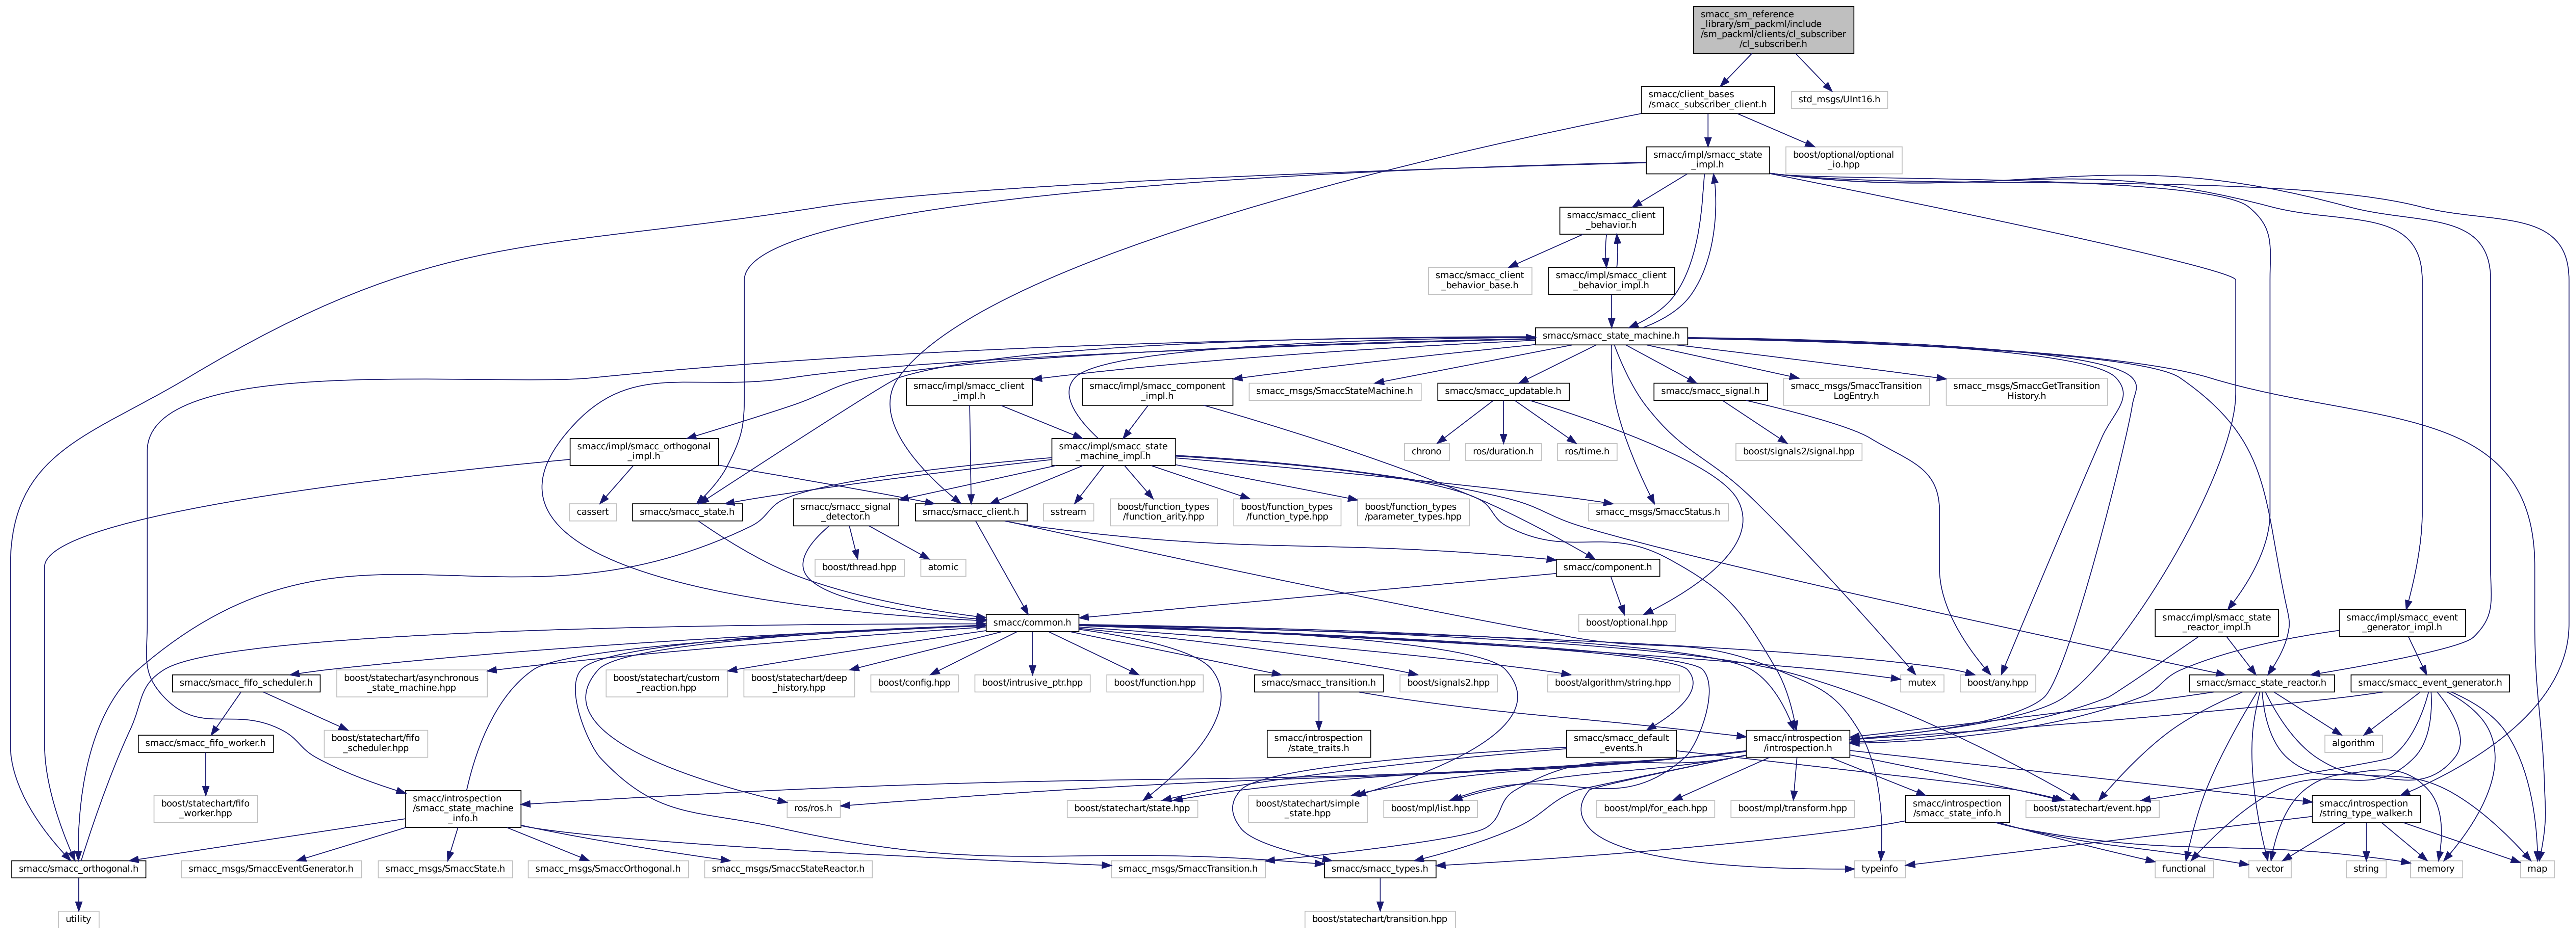 smacc_sm_reference
_library/sm_packml/include
/sm_packml/clients/cl_subscriber
/cl_subscriber.h
smacc/client_bases
/smacc_subscriber_client.h
std_msgs/UInt16.h
smacc/impl/smacc_state
_impl.h
boost/optional/optional
_io.hpp
smacc/smacc_client
_behavior.h
smacc/smacc_client
_behavior_base.h
smacc/impl/smacc_client
_behavior_impl.h
smacc/smacc_state_machine.h
smacc/impl/smacc_client
_impl.h
smacc/impl/smacc_component
_impl.h
smacc_msgs/SmaccStateMachine.h
smacc/smacc_updatable.h
smacc/smacc_signal.h
smacc_msgs/SmaccTransition
LogEntry.h
smacc_msgs/SmaccGetTransition
History.h
smacc/impl/smacc_orthogonal
_impl.h
smacc/impl/smacc_state
_machine_impl.h
chrono
ros/duration.h
ros/time.h
boost/signals2/signal.hpp
cassert
smacc/smacc_state.h
smacc/smacc_signal
_detector.h
smacc/smacc_client.h
sstream
boost/function_types
/function_arity.hpp
boost/function_types
/function_type.hpp
boost/function_types
/parameter_types.hpp
smacc_msgs/SmaccStatus.h
boost/thread.hpp
atomic
smacc/component.h
smacc/common.h
boost/optional.hpp
smacc/impl/smacc_state
_reactor_impl.h
smacc/impl/smacc_event
_generator_impl.h
smacc/smacc_fifo_scheduler.h
boost/statechart/asynchronous
_state_machine.hpp
boost/statechart/custom
_reaction.hpp
boost/statechart/deep
_history.hpp
boost/config.hpp
boost/intrusive_ptr.hpp
boost/function.hpp
smacc/smacc_transition.h
boost/signals2.hpp
boost/algorithm/string.hpp
mutex
boost/any.hpp
smacc/smacc_state_reactor.h
smacc/smacc_event_generator.h
smacc/smacc_fifo_worker.h
boost/statechart/fifo
_scheduler.hpp
smacc/introspection
/state_traits.h
smacc/smacc_default
_events.h
smacc/introspection
/introspection.h
algorithm
boost/statechart/fifo
_worker.hpp
smacc/introspection
/smacc_state_machine
_info.h
ros/ros.h
boost/statechart/state.hpp
boost/statechart/simple
_state.hpp
boost/mpl/list.hpp
boost/mpl/for_each.hpp
boost/mpl/transform.hpp
smacc/introspection
/smacc_state_info.h
boost/statechart/event.hpp
smacc/introspection
/string_type_walker.h
smacc/smacc_orthogonal.h
smacc_msgs/SmaccEventGenerator.h
smacc_msgs/SmaccState.h
smacc_msgs/SmaccOrthogonal.h
smacc_msgs/SmaccStateReactor.h
smacc_msgs/SmaccTransition.h
smacc/smacc_types.h
typeinfo
functional
vector
string
memory
map
utility
boost/statechart/transition.hpp